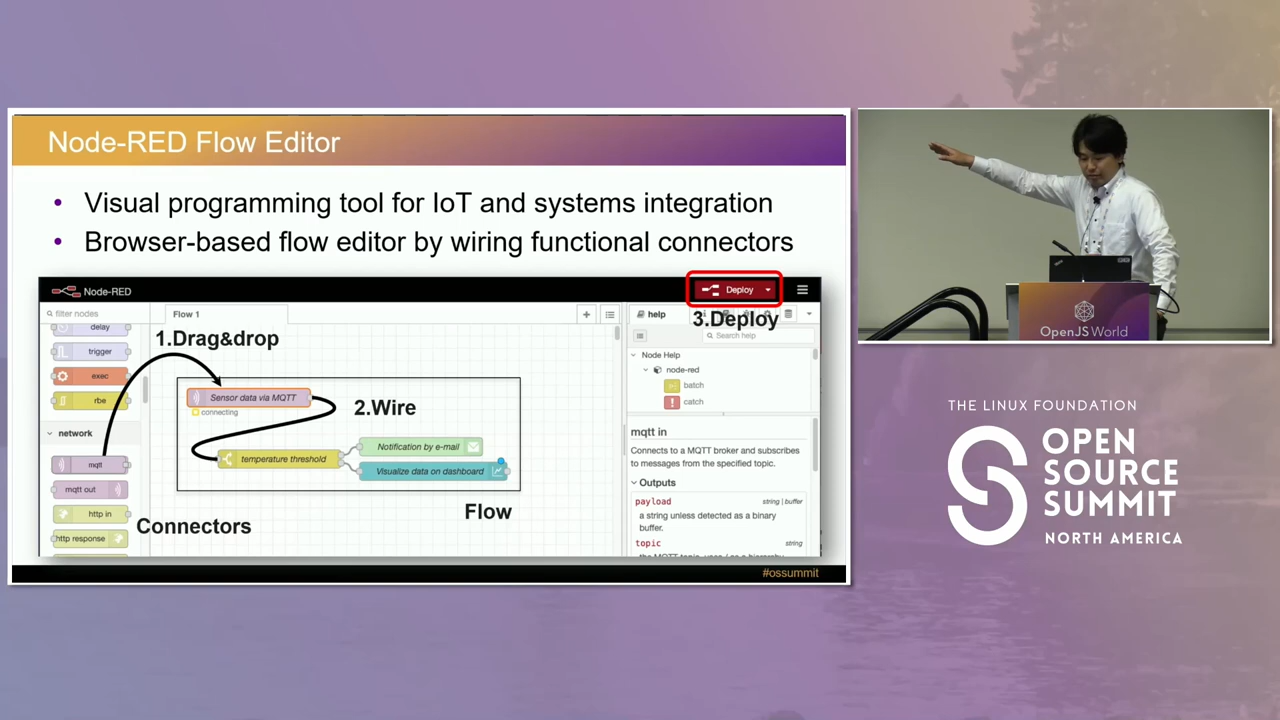 Node-RED Flow Editor
• Visual programming tool for IoT and systems integration
• Browser-based flow editor by wiring functional connectors
Node-RED
Deploy
filter nodes
Flow 1
help
3.Deploy
Search help
delay
trigger
exec
rbe
network
mqtt
mqtt out
http in
http response
1.Drag&drop
Sensor data via MQTT
connecting
2.Wire
temperature threshold
Notification by e-mail
Visualize data on dashboard
Flow
Connectors
Node Help
node-red
batch
catch
mqtt in
Connects to a MQTT broker and subscribes
to messages from the specified topic.
Outputs
payload string | buffer
a string unless detected as a binary
buffer.
topic string
#ossummit
OpenJS World
THE LINUX FOUNDATION
OPEN
SOURCE
SUMMIT
NORTH AMERICA